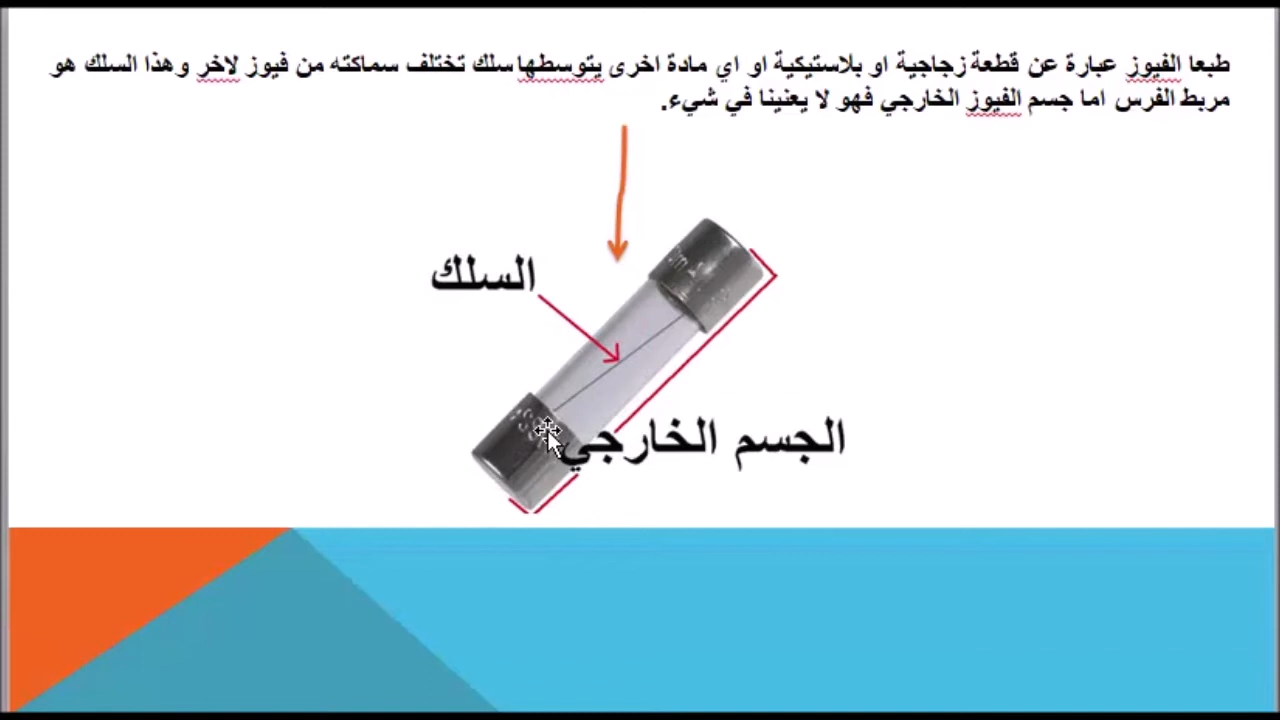 طبعا الفيوز عبارة عن قطعة زجاجية او بلاستيكية او اي مادة اخرى يتوسطها سلك تختلف سماكته من فيوز لاخر وهذا السلك هو
مربط الفرس اما جسم الفيوز الخارجي فهو لا يعنينا في شيء.
السلك
الجسم الخارجي